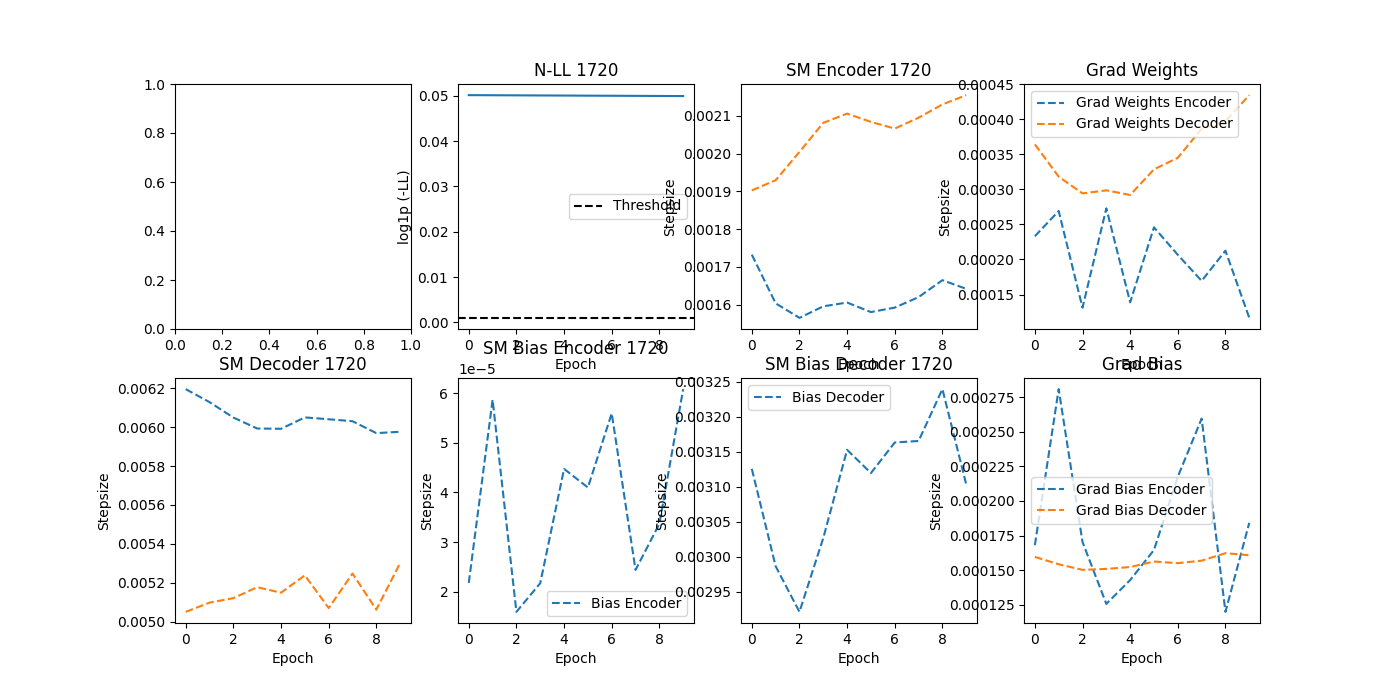 N-LL 1720
SM Encoder 1720
Grad Weights
1.0
0.8
0.6
0.4
0.2
0.0
0.0 0.2 0.4 0.6 0.8 1.0
log1p (-LL)
0.05
0.04
0.03
0.02
0.01
0.00
Threshold
0 2 4 6 8
Epoch
Stepsize
0.0021
0.0020
0.0019
0.0018
0.0017
0.0016
0 2 4 6 8
Epoch
Stepsize
0.00045
0.00040
0.00035
0.00030
0.00025
0.00020
0.00015
Grad Weights Encoder
Grad Weights Decoder
0 2 4 6 8
Epoch
SM Decoder 1720
SM Bias Encoder 1720
SM Bias Decoder 1720
Grad Bias
Stepsize
0.0062
0.0060
0.0058
0.0056
0.0054
0.0052
0.0050
0 2 4 6 8
Epoch
1e−5
Stepsize
6
5
4
3
2
Bias Encoder
0 2 4 6 8
Epoch
Stepsize
0.00325
0.00320
0.00315
0.00310
0.00305
0.00300
0.00295
Bias Decoder
0 2 4 6 8
Epoch
Stepsize
0.000275
0.000250
0.000225
0.000200
0.000175
0.000150
0.000125
Grad Bias Encoder
Grad Bias Decoder
0 2 4 6 8
Epoch